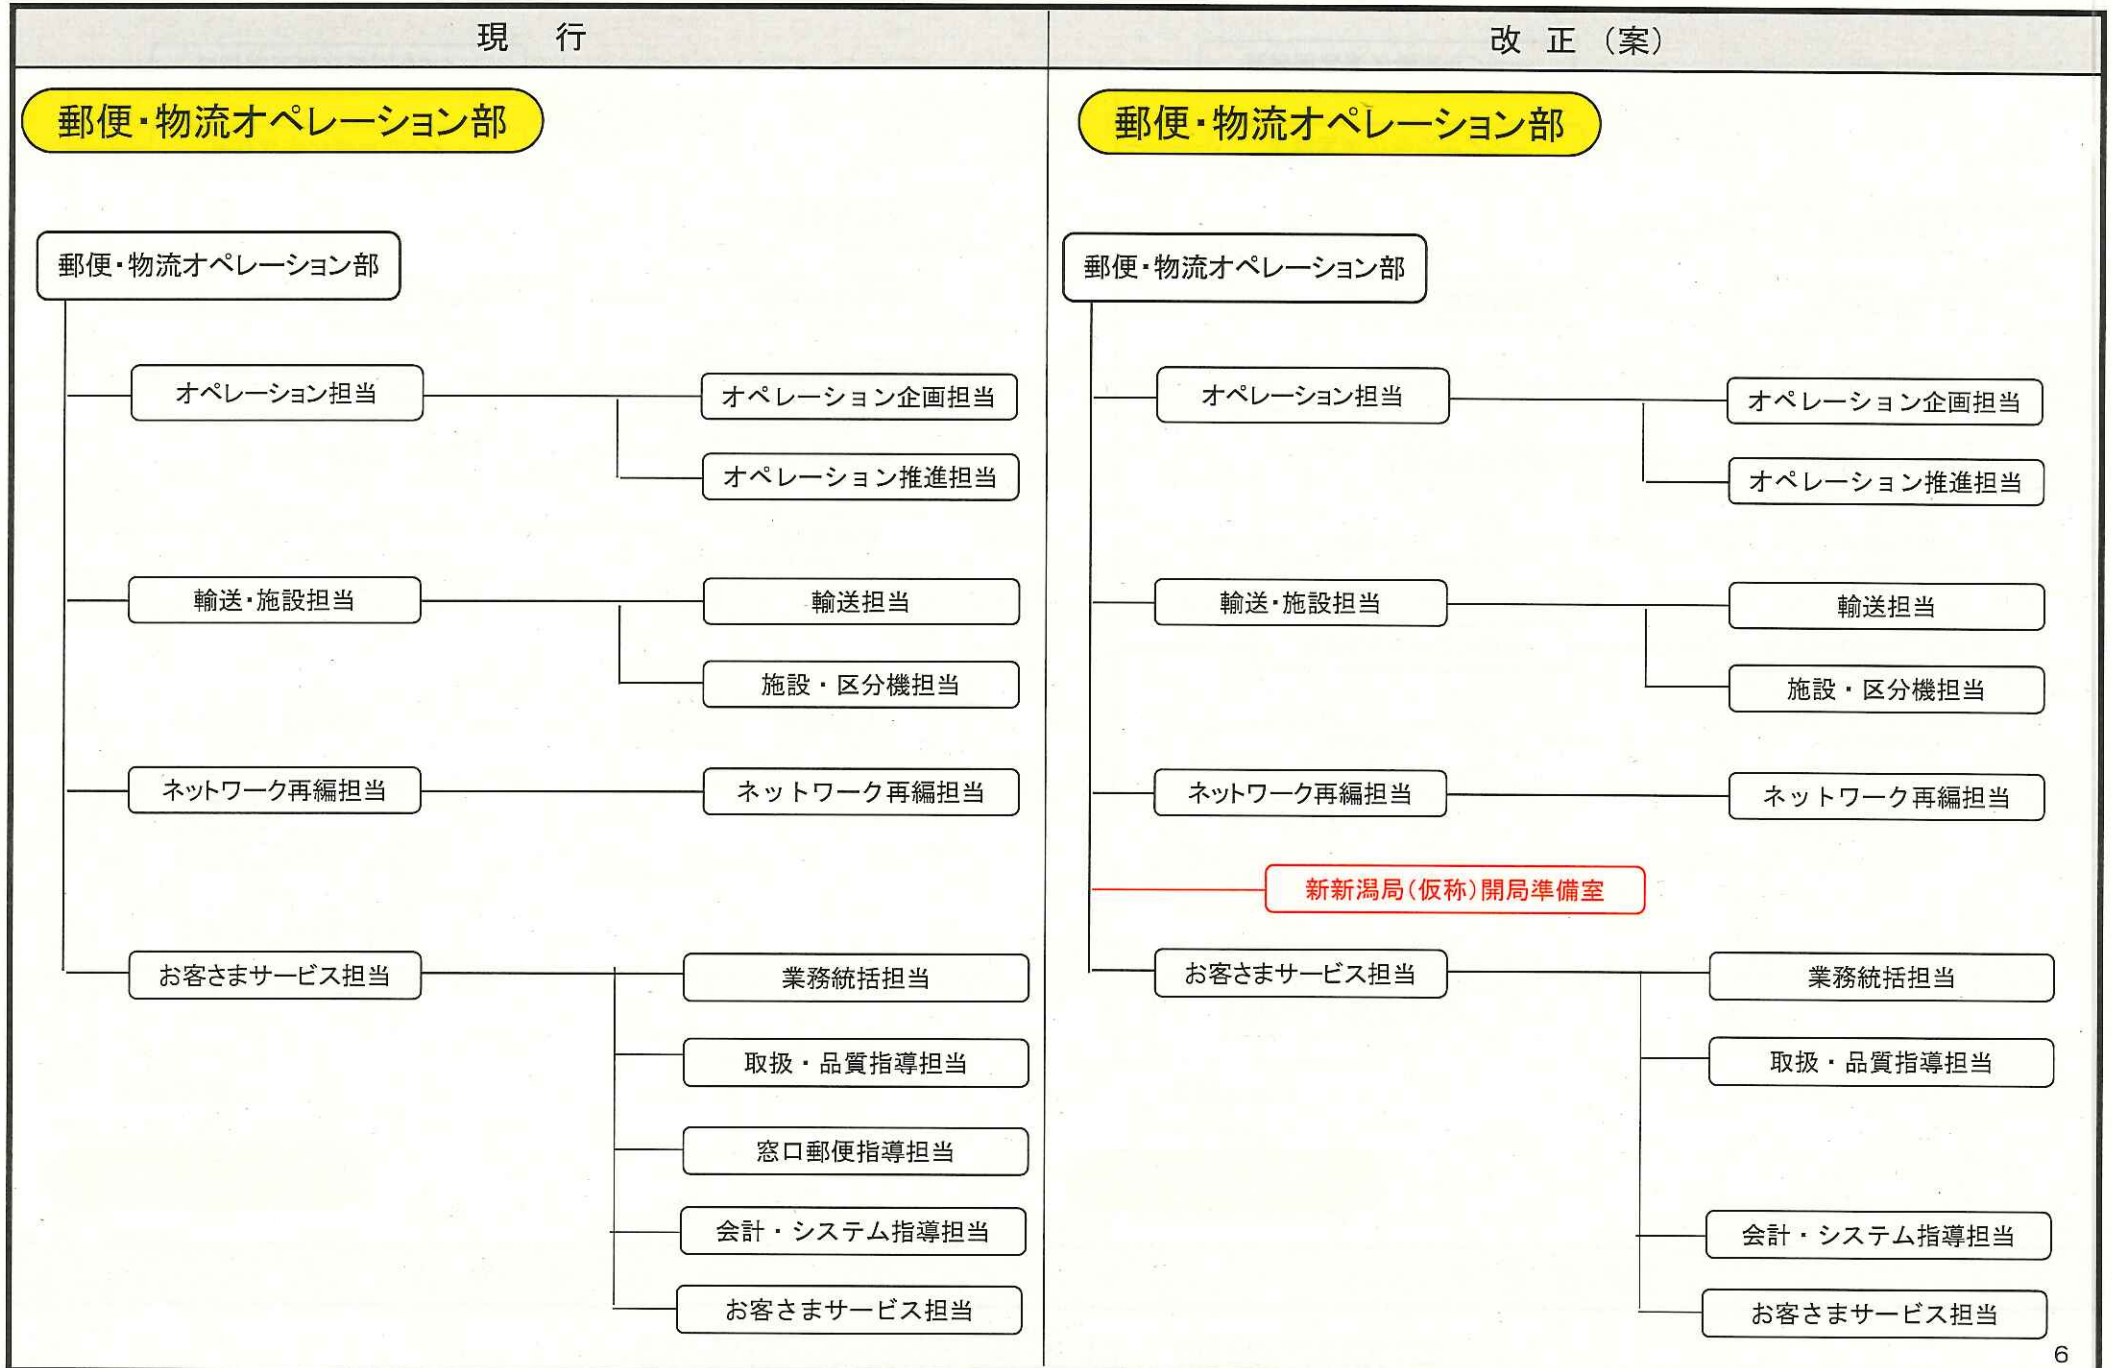 現 行
郵便・物流オペレーション部
郵便・物流オペレーション部
オペレーション担当
オペレーション企画担当
オペレーション推進担当
輸送・施設担当
輸送担当
施設・区分機担当
ネットワーク再編担当
ネットワーク再編担当
お客さまサービス担当
業務統括担当
取扱・品質指導担当
窓口郵便指導担当
会計・システム指導担当
お客さまサービス担当
改 正 (案)
郵便・物流オペレーション部
郵便・物流オペレーション部
オペレーション担当
オペレーション企画担当
オペレーション推進担当
輸送・施設担当
輸送担当
施設・区分機担当
ネットワーク再編担当
ネットワーク再編担当
新新潟局(仮称)開局準備室
お客さまサービス担当
業務統括担当
取扱・品質指導担当
会計・システム指導担当
お客さまサービス担当
6